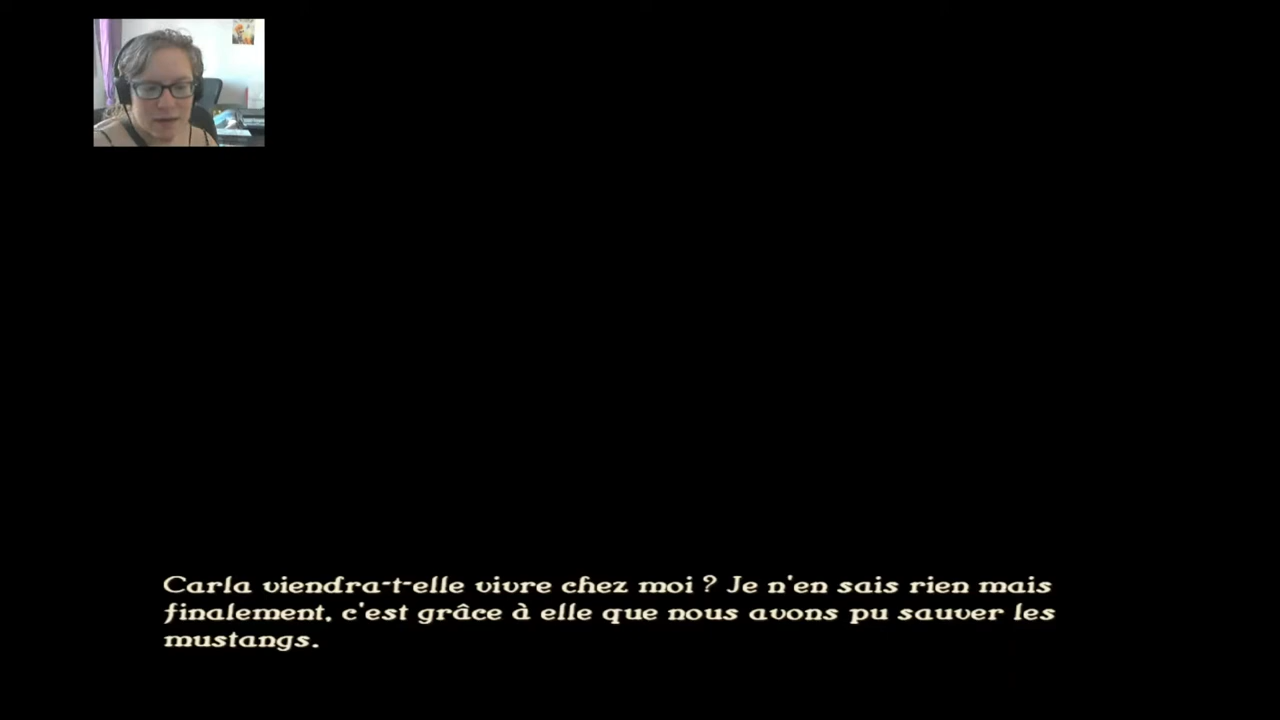 Carla viendra-t-elle vivre chez moi ? Je n'en sais rien mais
finalement, c'est grâce à elle que nous avons pu sauver les
mustangs.